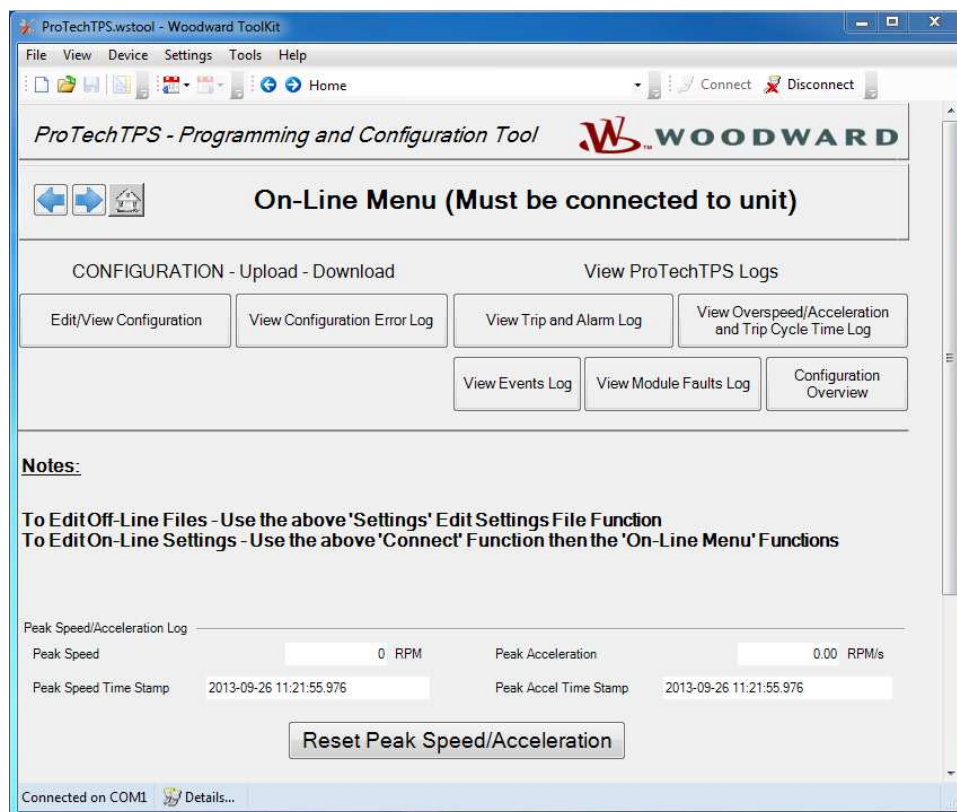 ProTechTPS.wstool - Woodward ToolKit
File View Device Settings Tools Help
Home Connect Disconnect
ProTechTPS - Programming and Configuration Tool
WOODWARD
On-Line Menu (Must be connected to unit)
CONFIGURATION - Upload - Download
View ProTechTPS Logs
Edit/View Configuration
View Configuration Error Log
View Trip and Alarm Log
View Overspeed/Acceleration
and Trip Cycle Time Log
View Events Log
View Module Faults Log
Configuration
Overview
Notes:
To Edit Off-Line Files - Use the above 'Settings' Edit Settings File Function
To Edit On-Line Settings - Use the above 'Connect' Function then the 'On-Line Menu' Functions
Peak Speed/Acceleration Log
Peak Speed 0 RPM Peak Acceleration 0.00 RPM/s
Peak Speed Time Stamp 2013-09-26 11:21:55.976 Peak Accel Time Stamp 2013-09-26 11:21:55.976
Reset Peak Speed/Acceleration
Connected on COM1 Details...